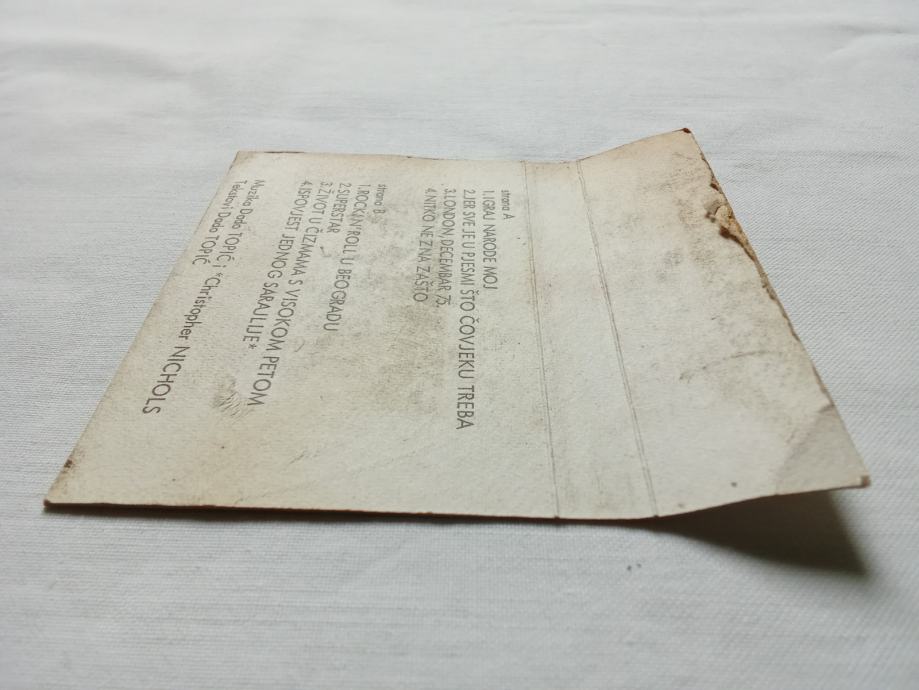 strana A
1. IGRAJ NARODE MOJ
2. JER SVE JE U PJESMI ŠTO ČOVJEKU TREBA
3. LONDON, DECEMBAR 75.
4. NITKO NE ZNA ZAŠTO
strana B
1. ROCK N' ROLL U BEOGRADU
2. SUPERSTAR
3. ŽIVOT U ČIZMAMA S VISOKOM PETOM
4. ISPOVJEST JEDNOG SARAJLIJE*
Muzika Dado TOPIĆ
Tekstovi Dado TOPIĆ i *Christopher NICHOLS